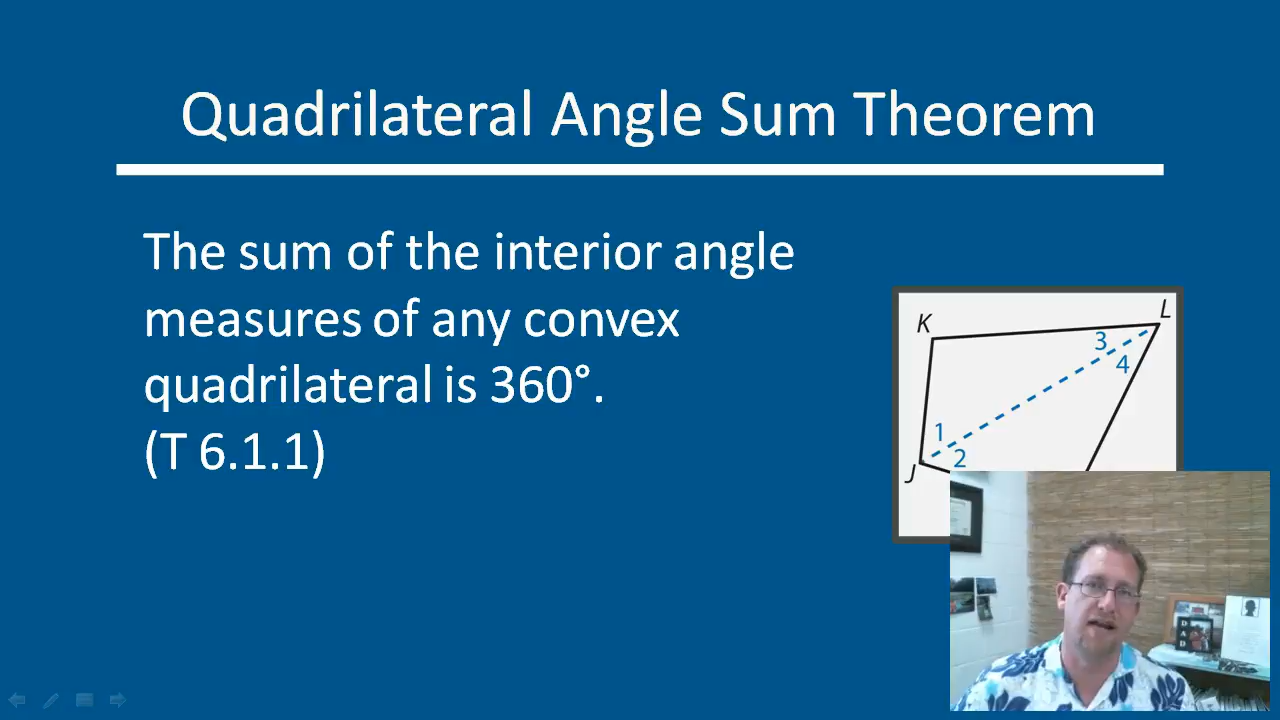 Quadrilateral Angle Sum Theorem
The sum of the interior angle
measures of any convex
quadrilateral is 360°.
(T 6.1.1)
K
L
3
4
1
2
J
DAD